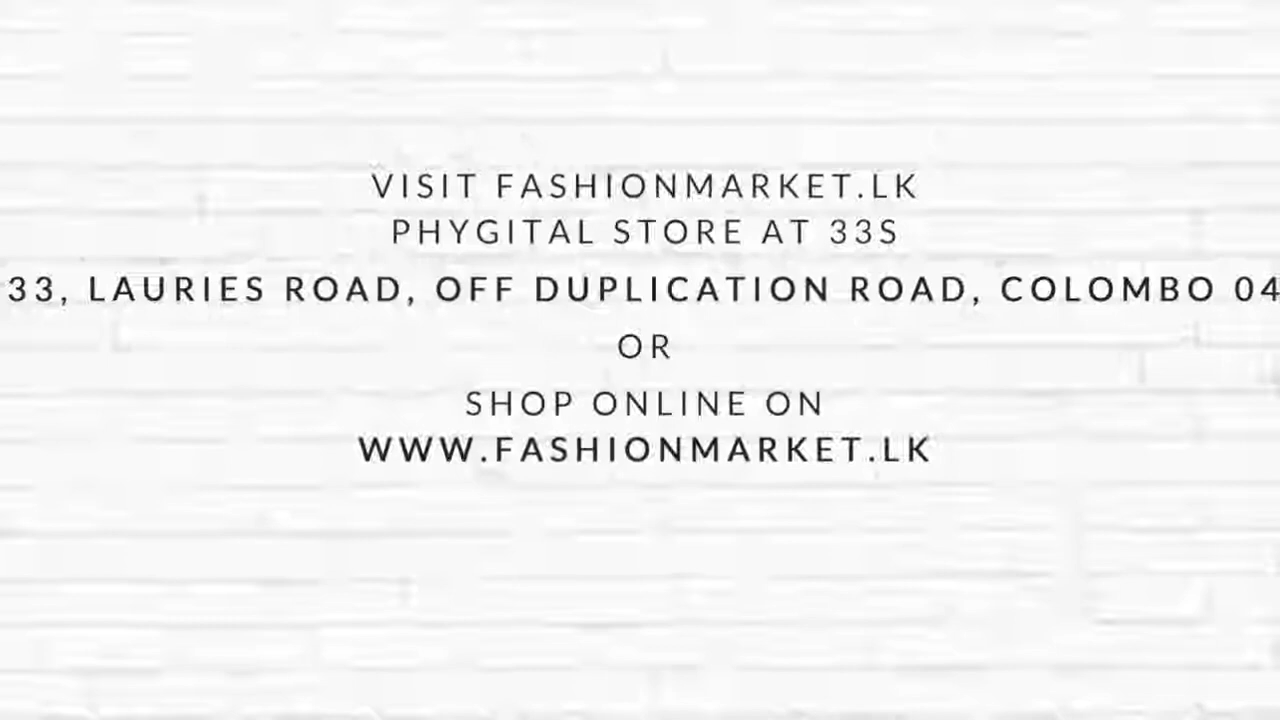 VISIT FASHIONMARKET.LK
PHYGITAL STORE AT 33S
33, LAURIES ROAD, OFF DUPLICATION ROAD, COLOMBO 04
OR
SHOP ONLINE ON
WWW.FASHIONMARKET.LK